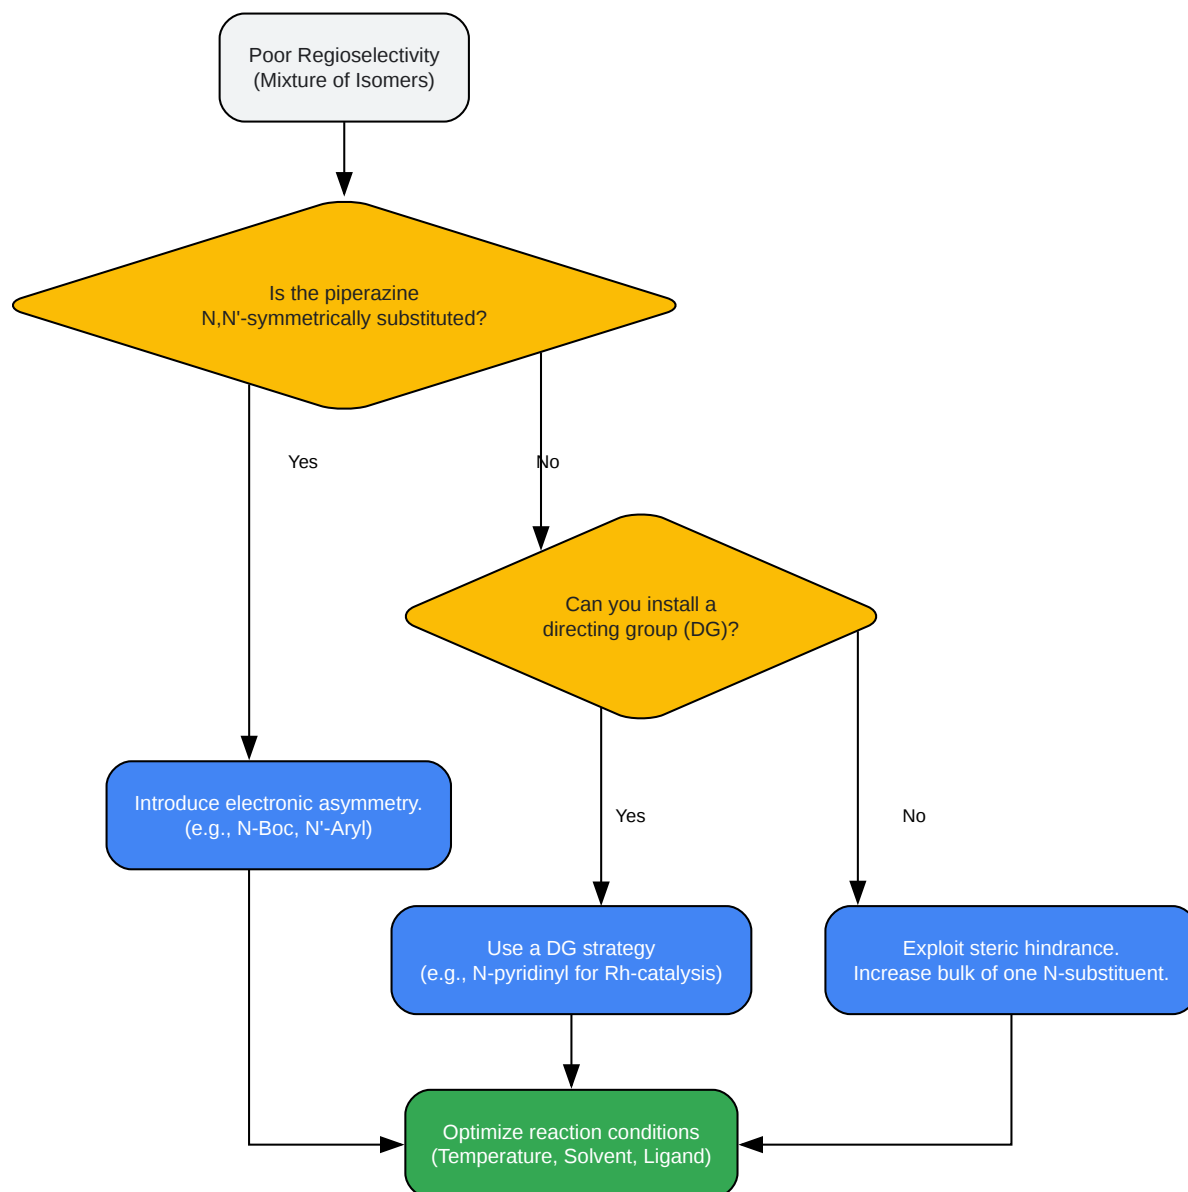 Poor Regioselectivity
(Mixture of Isomers)
Is the piperazine
N,N'-symmetrically substituted?
Yes
No
Can you install a
directing group (DG)?
Introduce electronic asymmetry.
(e.g., N-Boc, N'-Aryl)
Yes
No
Use a DG strategy
(e.g., N-pyridinyl for Rh-catalysis)
Exploit steric hindrance.
Increase bulk of one N-substituent.
Optimize reaction conditions
(Temperature, Solvent, Ligand)